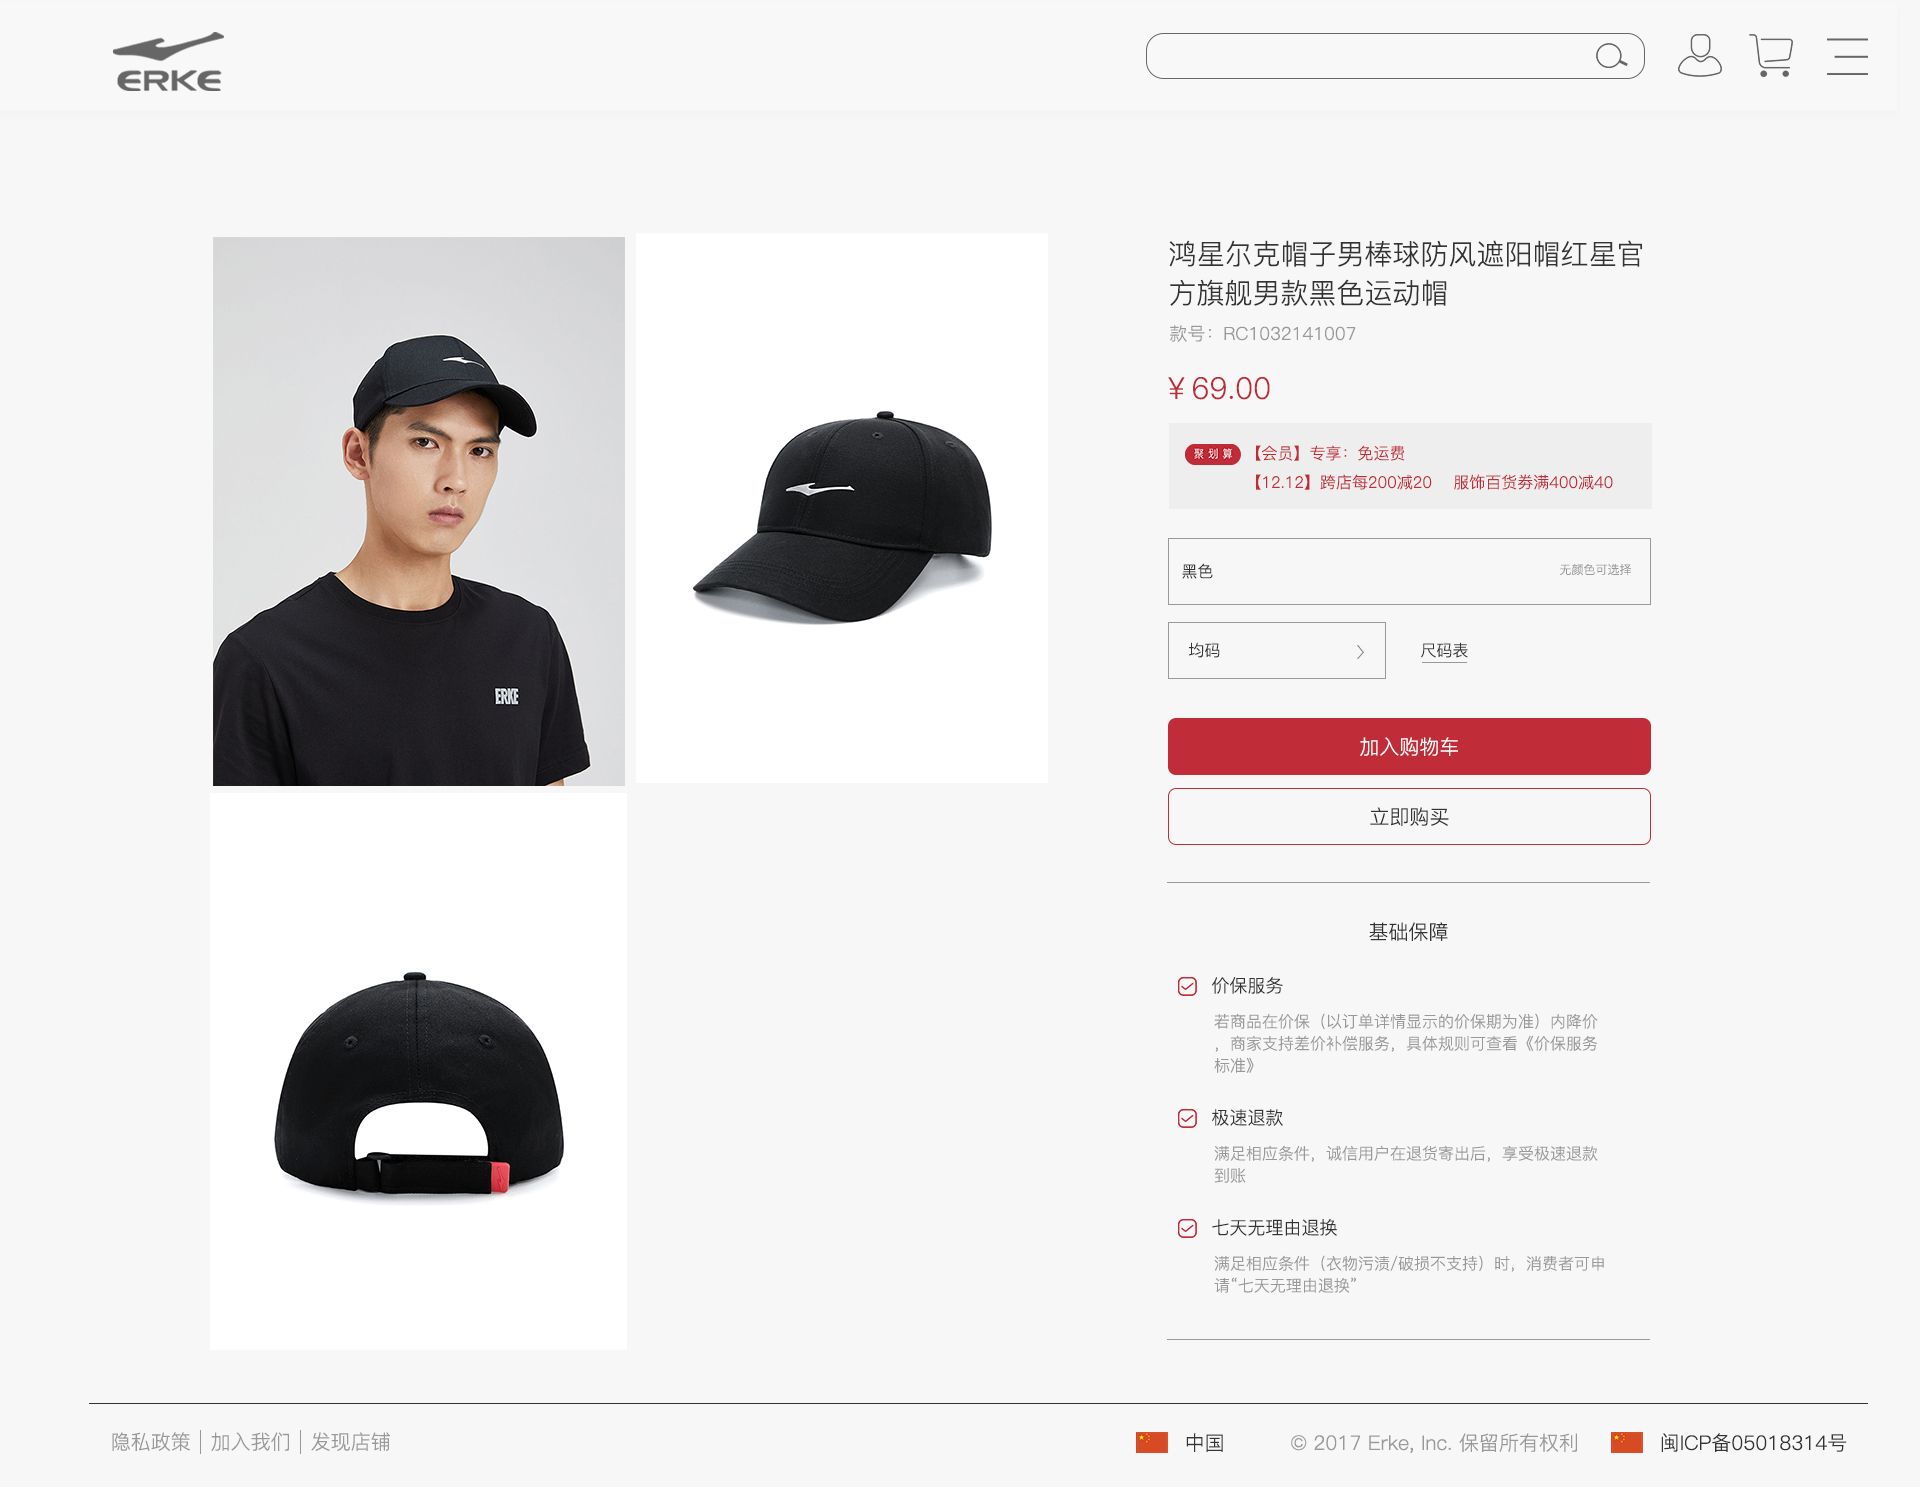 ERKE
鸿星尔克帽子男棒球防风遮阳帽红星官
方旗舰男款黑色运动帽
款号：RC1032141007
¥ 69.00
聚划算 【会员】专享：免运费
【12.12】跨店每200减20 服饰百货券满400减40
黑色 无颜色可选择
均码 尺码表
ERKE
加入购物车
立即购买
基础保障
价保服务
若商品在价保（以订单详情显示的价保期为准）内降价
，商家支持差价补偿服务，具体规则可查看《价保服务
标准》
极速退款
满足相应条件，诚信用户在退货寄出后，享受极速退款
到账
七天无理由退换
满足相应条件（衣物污渍/破损不支持）时，消费者可申
请“七天无理由退换”
隐私政策 | 加入我们 | 发现店铺
中国
© 2017 Erke, Inc. 保留所有权利
闽ICP备05018314号